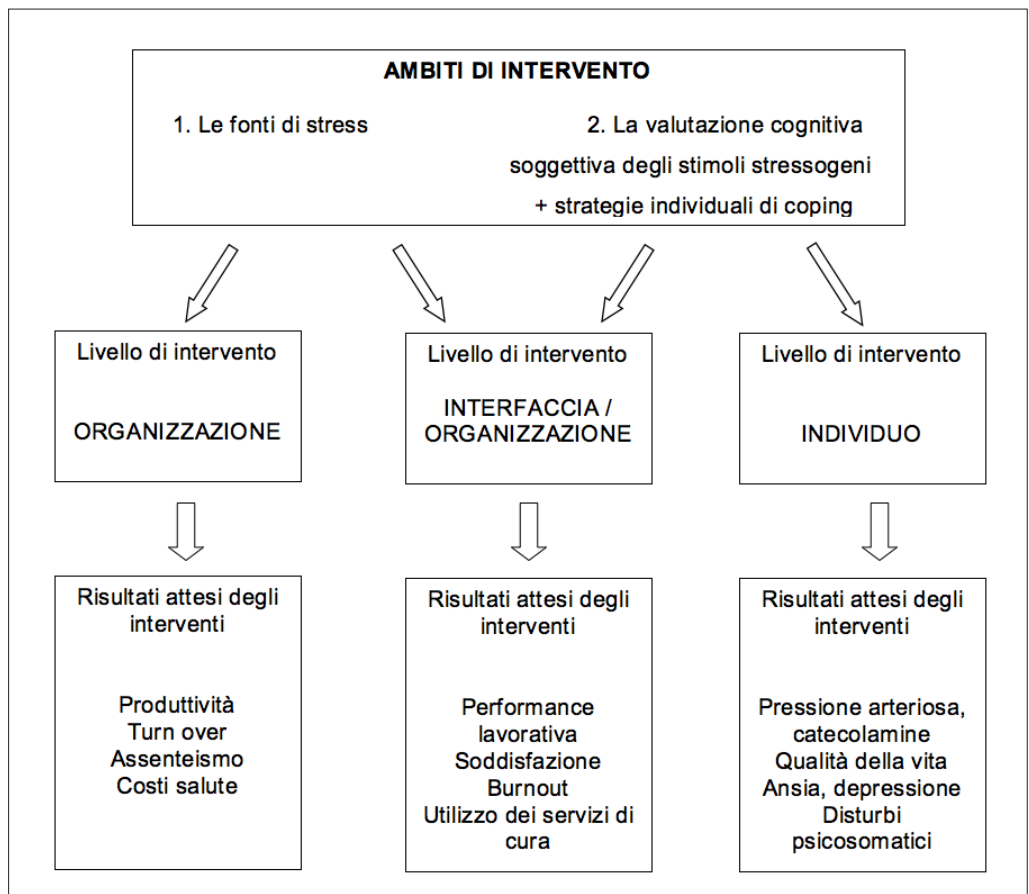 AMBITI DI INTERVENTO
1. Le fonti di stress
2. La valutazione cognitiva
soggettiva degli stimoli stressogeni
+ strategie individuali di coping
Livello di intervento
ORGANIZZAZIONE
Livello di intervento
INTERFACCIA /
ORGANIZZAZIONE
Livello di intervento
INDIVIDUO
Risultati attesi degli
interventi
Produttività
Turn over
Assenteismo
Costi salute
Risultati attesi degli
interventi
Performance
lavorativa
Soddisfazione
Burnout
Utilizzo dei servizi di
cura
Risultati attesi degli
interventi
Pressione arteriosa,
catecolamine
Qualità della vita
Ansia, depressione
Disturbi
psicosomatici